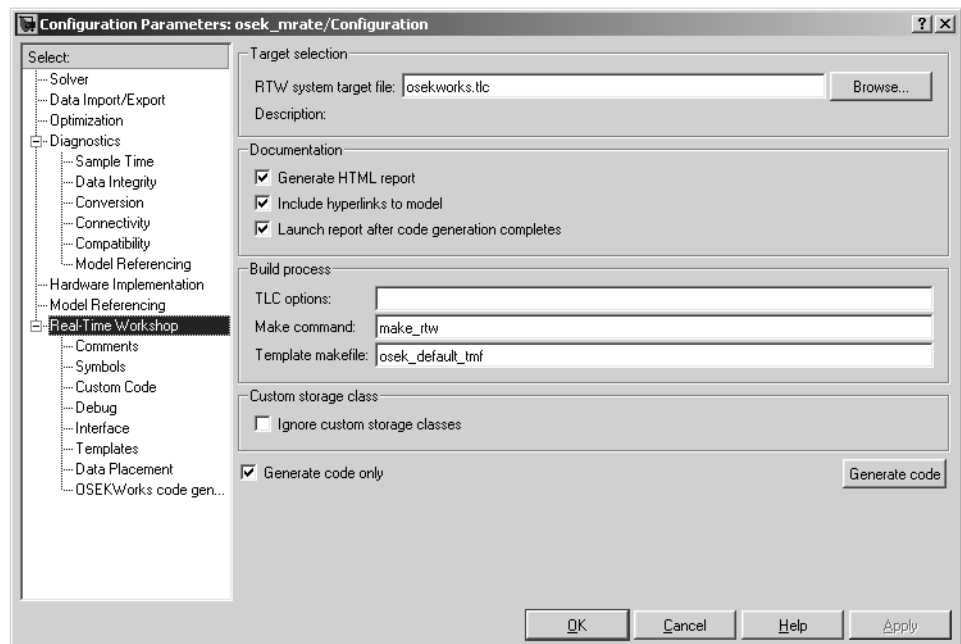 Configuration Parameters: osek_mrate/Configuration
Select:
Solver
Data Import/Export
Optimization
Diagnostics
Sample Time
Data Integrity
Conversion
Connectivity
Compatibility
Model Referencing
Hardware Implementation
Model Referencing
Real-Time Workshop
Comments
Symbols
Custom Code
Debug
Interface
Templates
Data Placement
OSEKWorks code gen...
Target selection
RTW system target file: osekworks.tlc Browse...
Description:
Documentation
Generate HTML report
Include hyperlinks to model
Launch report after code generation completes
Build process
TLC options:
Make command: make_rtw
Template makefile: osek_default_tmf
Custom storage class
Ignore custom storage classes
Generate code only Generate code
OK Cancel Help Apply